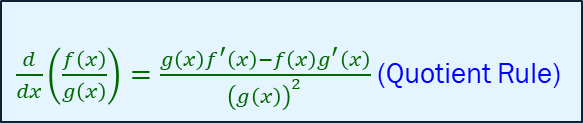 d/dx (f(x)/g(x)) = g(x)f′(x)−f(x)g′(x)/(g(x))² (Quotient Rule)